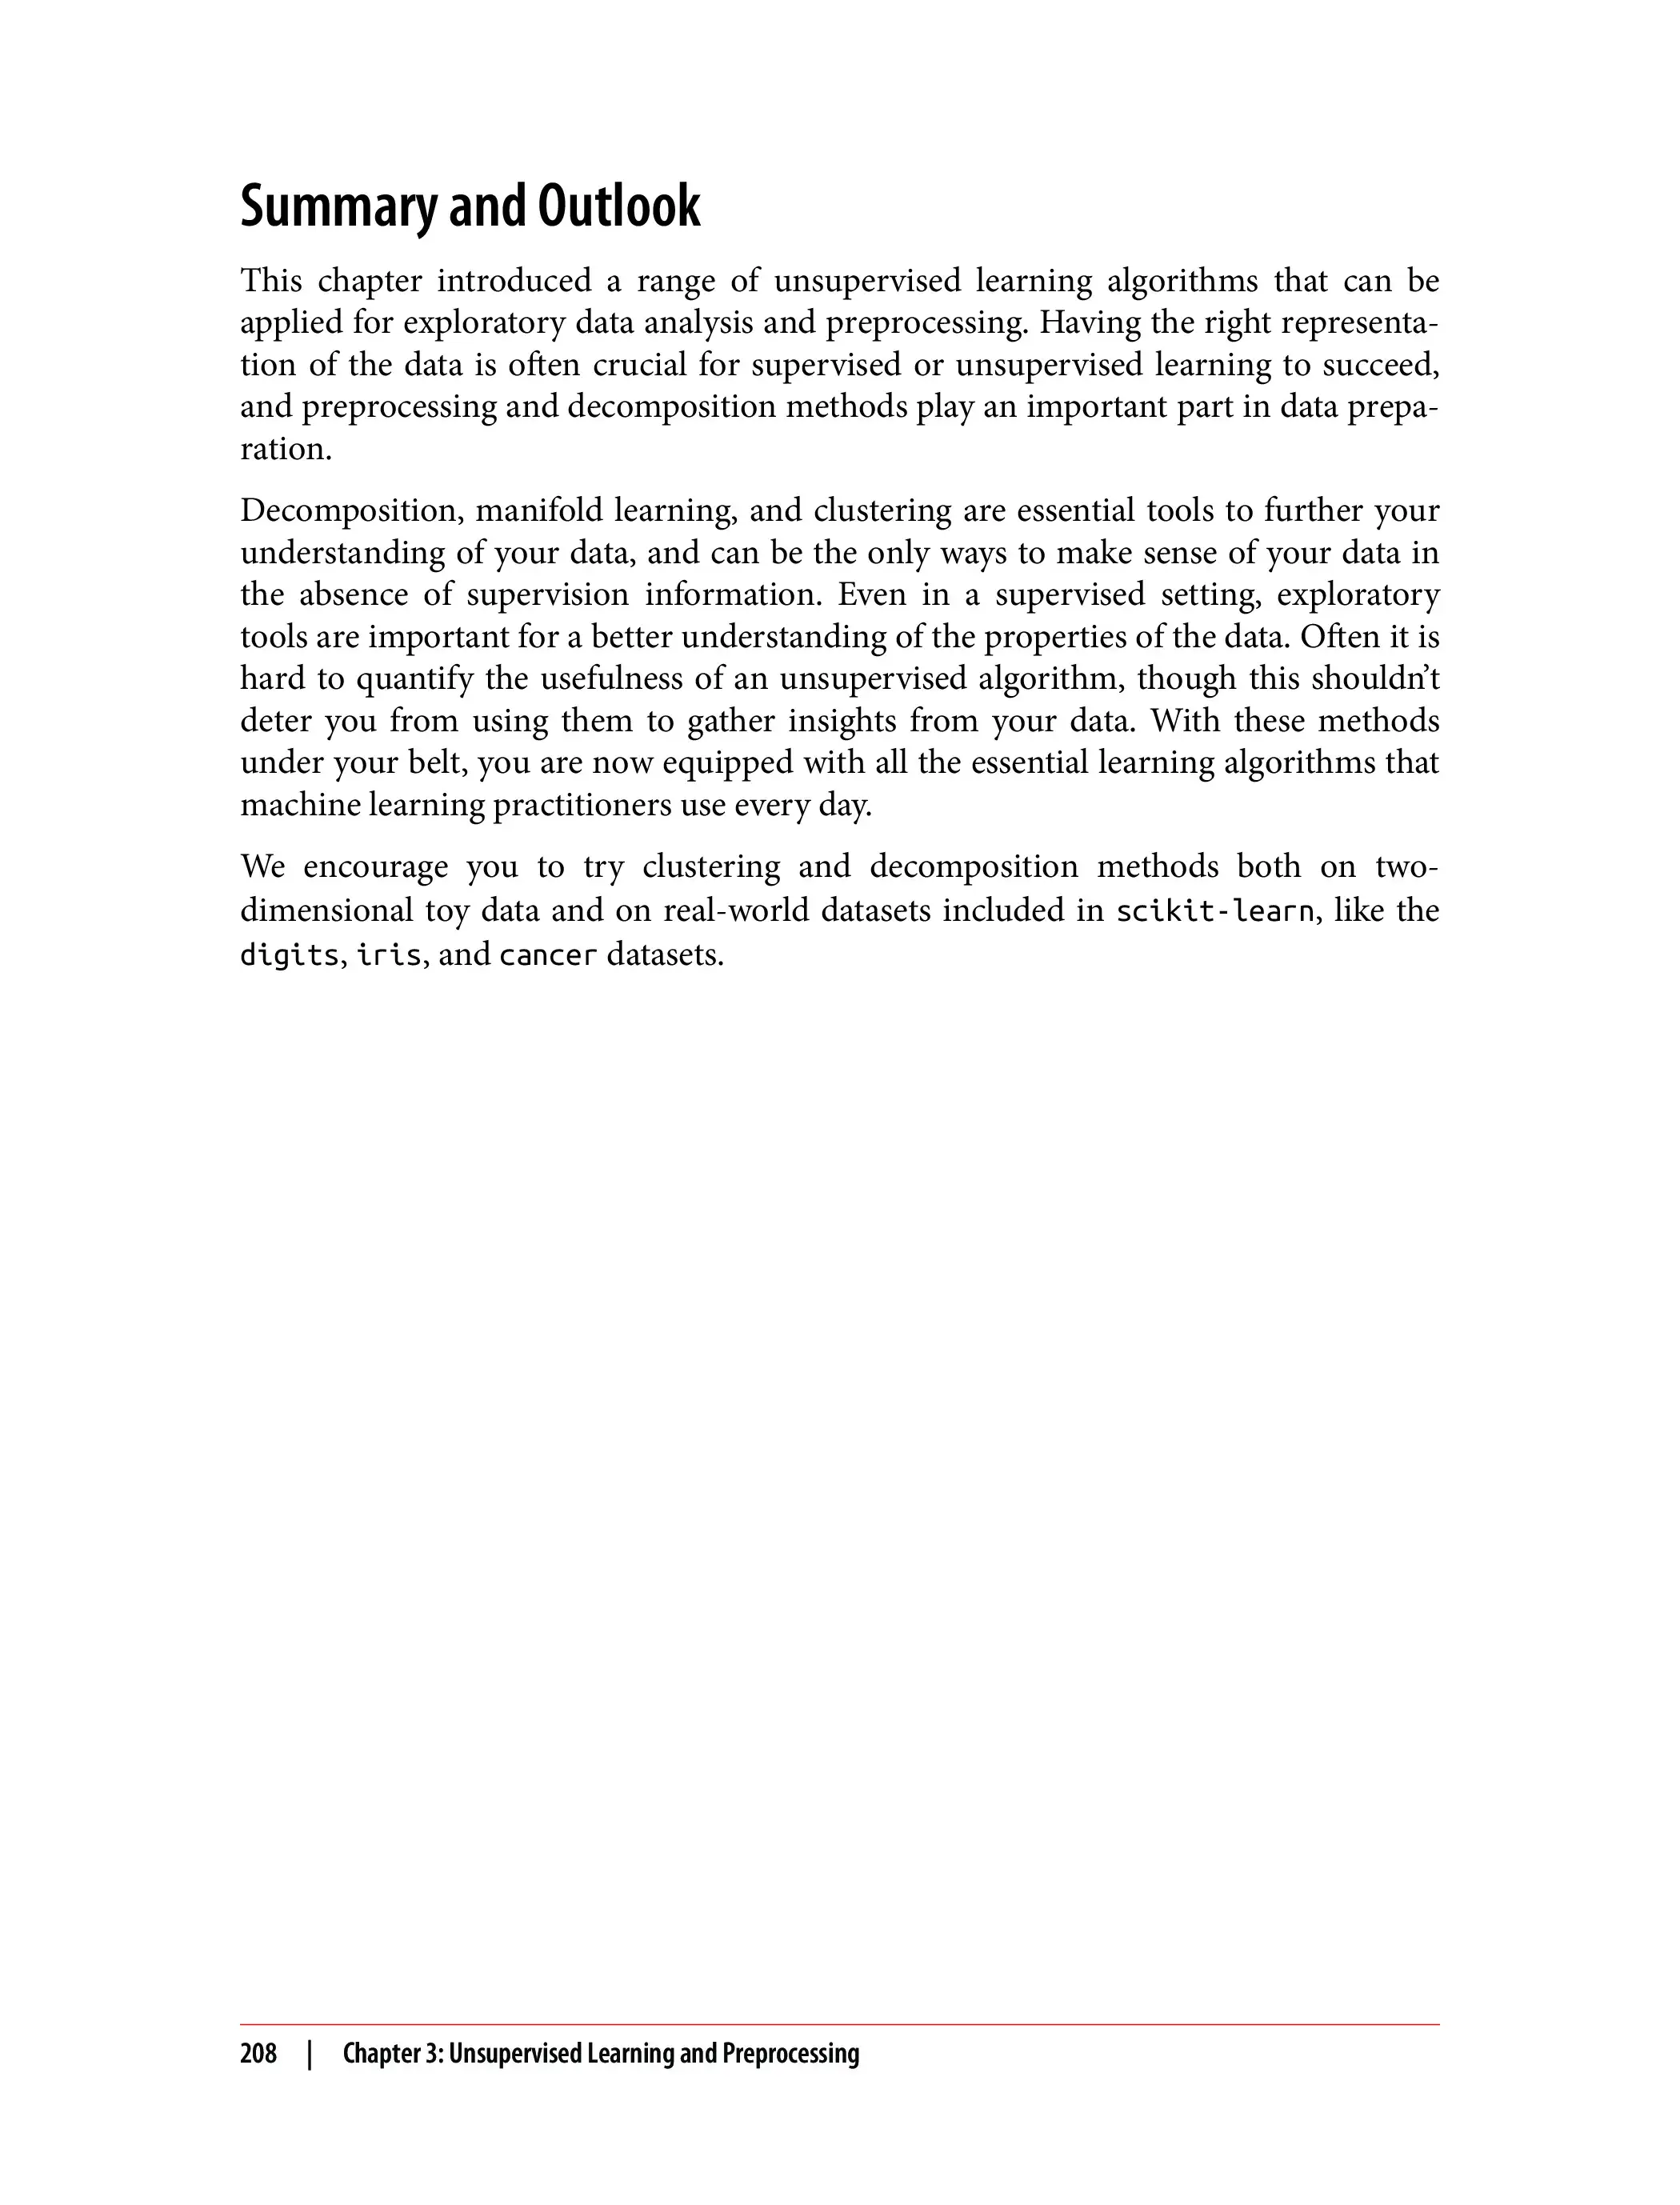 Summary and Outlook
This chapter introduced a range of unsupervised learning algorithms that can be
applied for exploratory data analysis and preprocessing. Having the right representa-
tion of the data is often crucial for supervised or unsupervised learning to succeed,
and preprocessing and decomposition methods play an important part in data prepa-
ration.
Decomposition, manifold learning, and clustering are essential tools to further your
understanding of your data, and can be the only ways to make sense of your data in
the absence of supervision information. Even in a supervised setting, exploratory
tools are important for a better understanding of the properties of the data. Often it is
hard to quantify the usefulness of an unsupervised algorithm, though this shouldn’t
deter you from using them to gather insights from your data. With these methods
under your belt, you are now equipped with all the essential learning algorithms that
machine learning practitioners use every day.
We encourage you to try clustering and decomposition methods both on two-
dimensional toy data and on real-world datasets included in scikit-learn, like the
digits, iris, and cancer datasets.
208 | Chapter 3: Unsupervised Learning and Preprocessing